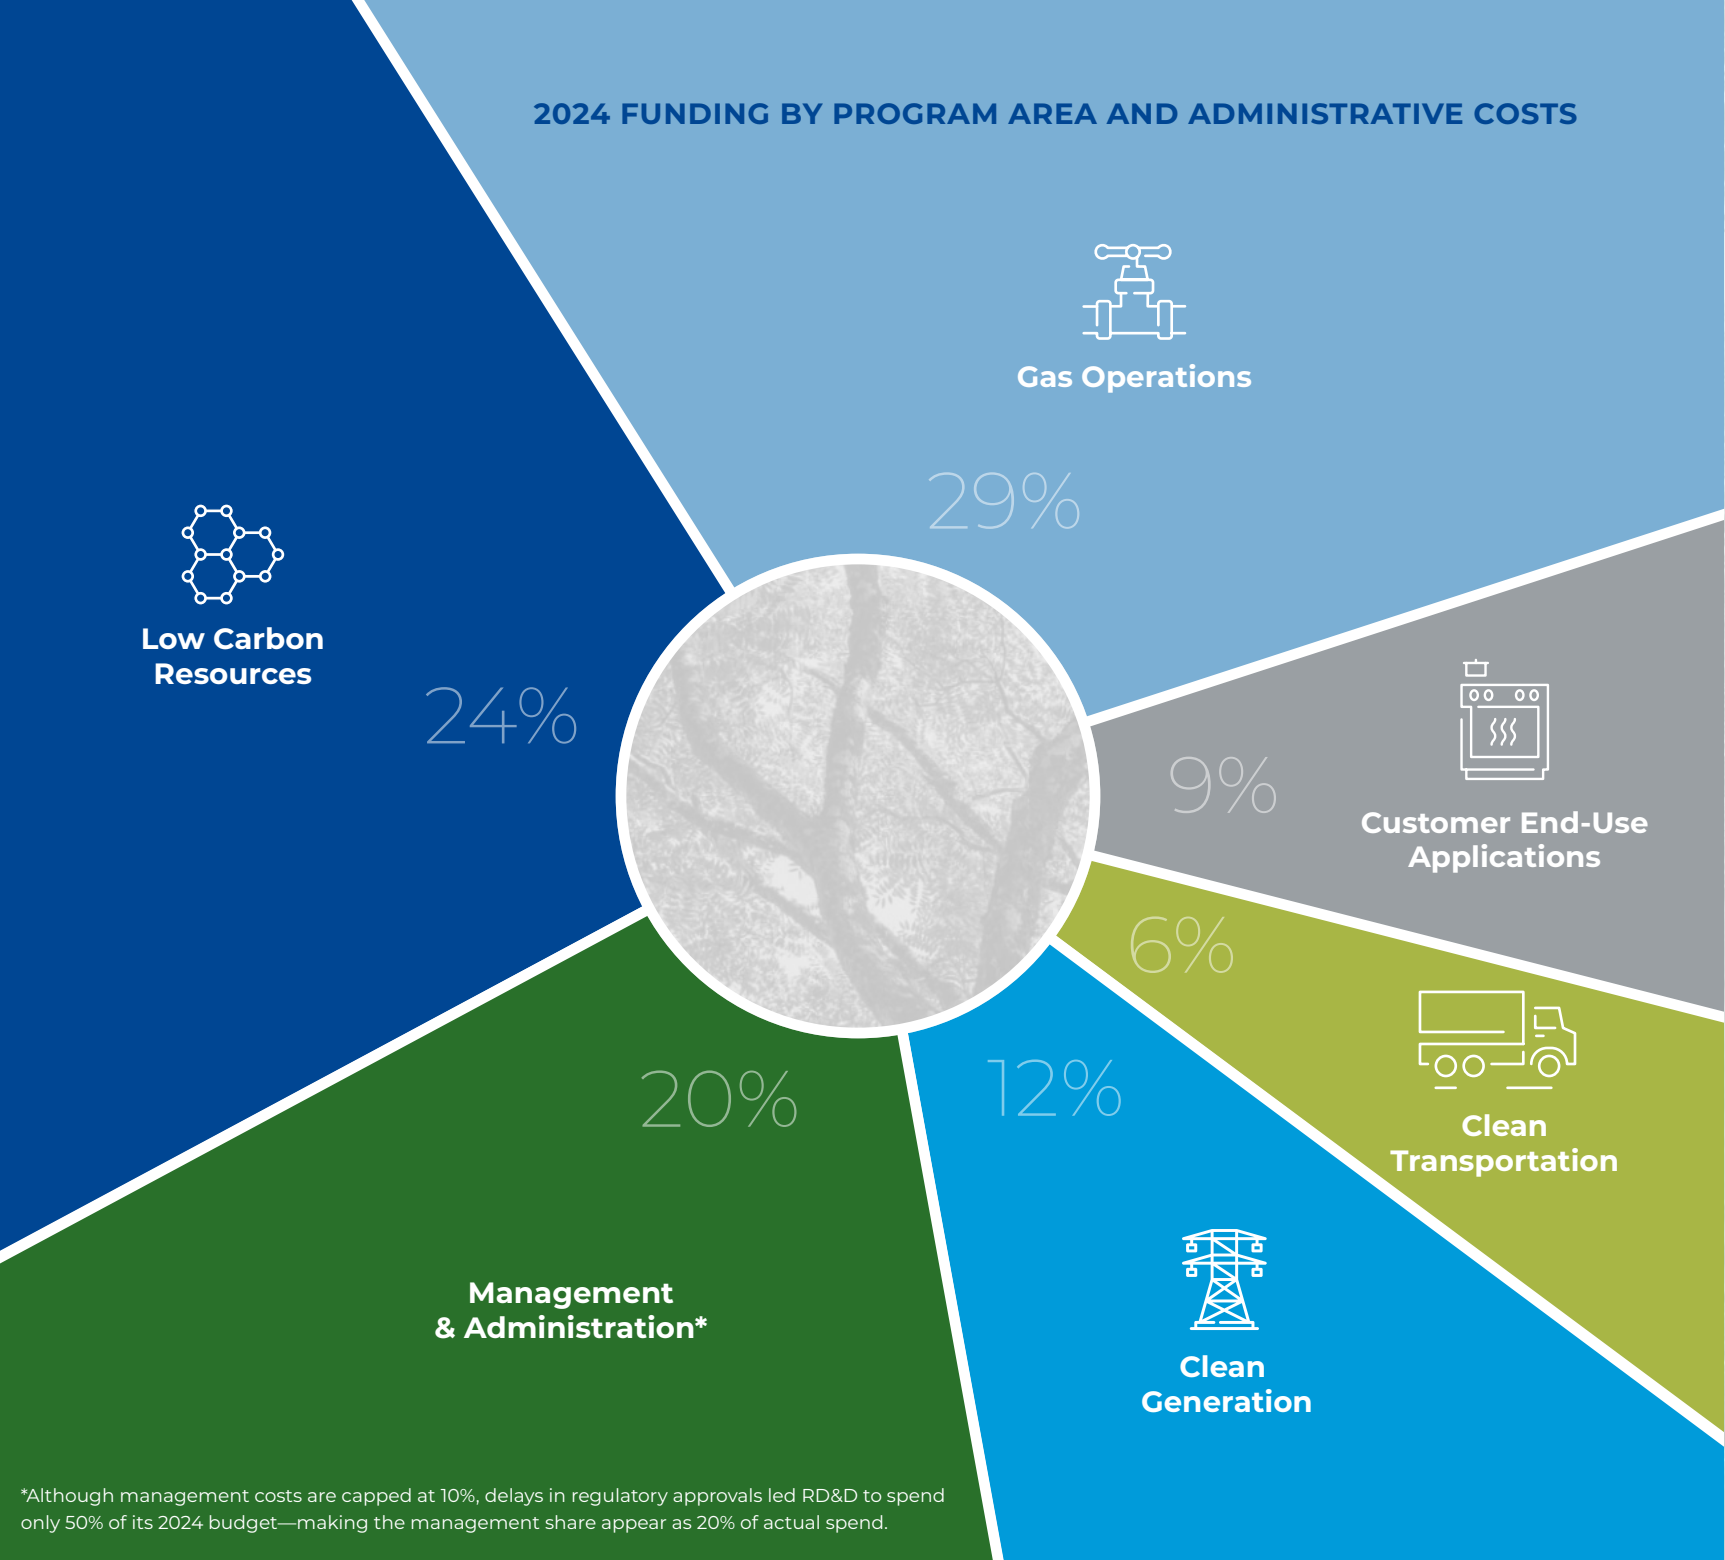 2024 FUNDING BY PROGRAM AREA AND ADMINISTRATIVE COSTS
Gas Operations
29%
Low Carbon
Resources
24%
9%
Customer End-Use
Applications
6%
Clean
Transportation
12%
Clean
Generation
20%
Management
& Administration*
*Although management costs are capped at 10%, delays in regulatory approvals led RD&D to spend
only 50% of its 2024 budget—making the management share appear as 20% of actual spend.